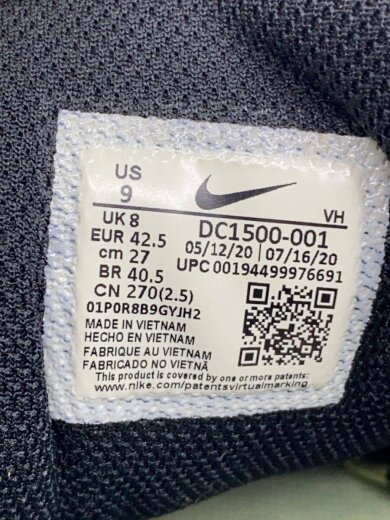 US
9
VH
UK 8
EUR 42.5
cm 27
BR 40.5
CN 270(2.5)
DC1500-001
05/12/20 | 07/16/20
UPC 00194499976691
01P0R8B9GYJH2
MADE IN VIETNAM
HECHO EN VIETNAM
FABRIQUE AU VIETNAM
FABRICADO NO VIETNÃ
This product is covered by one or more patents. See
www.nike.com/patentsvirtualmarking